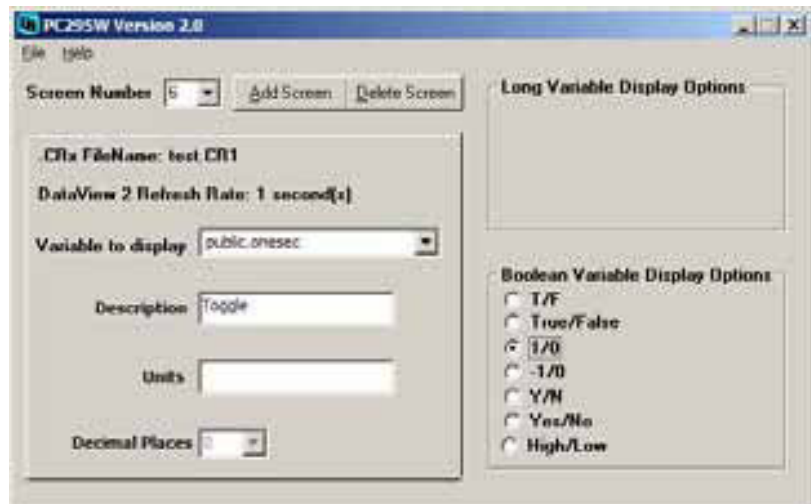 PC295W Version 2.0
File Help
Screen Number 6 Add Screen Delete Screen
.CRx FileName: test.CR1
DataView 2 Refresh Rate: 1 second(s)
Variable to display public.onesec
Description Toggle
Units
Decimal Places
Long Variable Display Options
Boolean Variable Display Options
T/F
True/False
1/0
-1/0
Y/N
Yes/No
High/Low